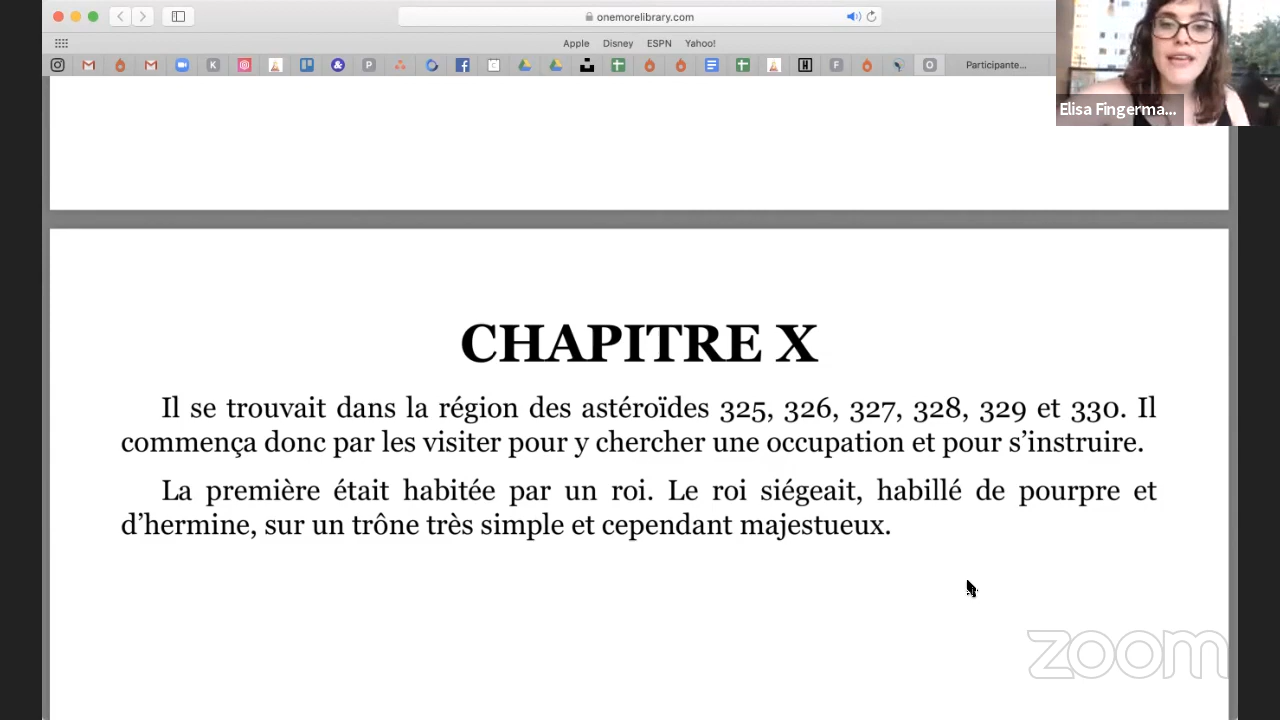 onemorelibrary.com
Apple Disney ESPN Yahoo!
K
P
C
F
O
Participante...
Elisa Fingerma...
CHAPITRE X
Il se trouvait dans la région des astéroïdes 325, 326, 327, 328, 329 et 330. Il
commença donc par les visiter pour y chercher une occupation et pour s’instruire.
La première était habitée par un roi. Le roi siégeait, habillé de pourpre et
d’hermine, sur un trône très simple et cependant majestueux.
zoom